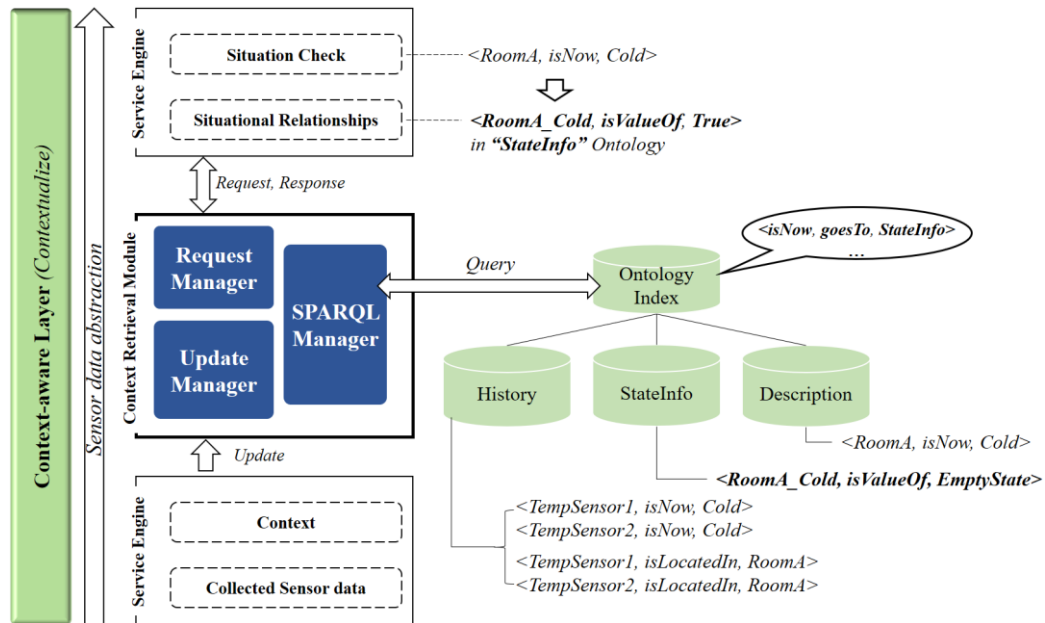 Context-aware Layer (Contextualize)
Sensor data abstraction
Service Engine
Situation Check
Situational Relationships
<RoomA, isNow, Cold>
<RoomA_Cold, isValueOf, True>
in “StateInfo” Ontology
Request, Response
Context Retrieval Module
Request
Manager
Update
Manager
SPARQL
Manager
Query
Ontology
Index
<isNow, goesTo, StateInfo>
...
History
StateInfo
Description
<RoomA, isNow, Cold>
<RoomA_Cold, isValueOf, EmptyState>
<TempSensor1, isNow, Cold>
<TempSensor2, isNow, Cold>
<TempSensor1, isLocatedIn, RoomA>
<TempSensor2, isLocatedIn, RoomA>
Update
Service Engine
Context
Collected Sensor data